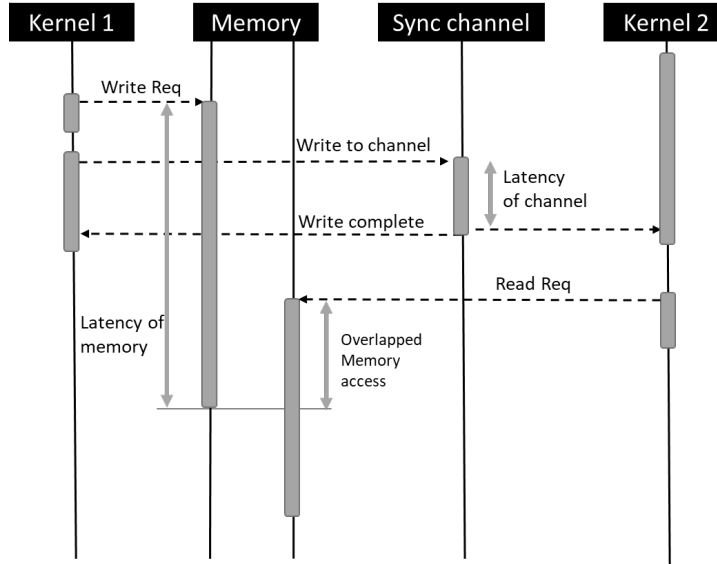 Kernel 1
Memory
Sync channel
Kernel 2
Write Req
Write to channel
Latency
of channel
Write complete
Read Req
Latency of
memory
Overlapped
Memory
access